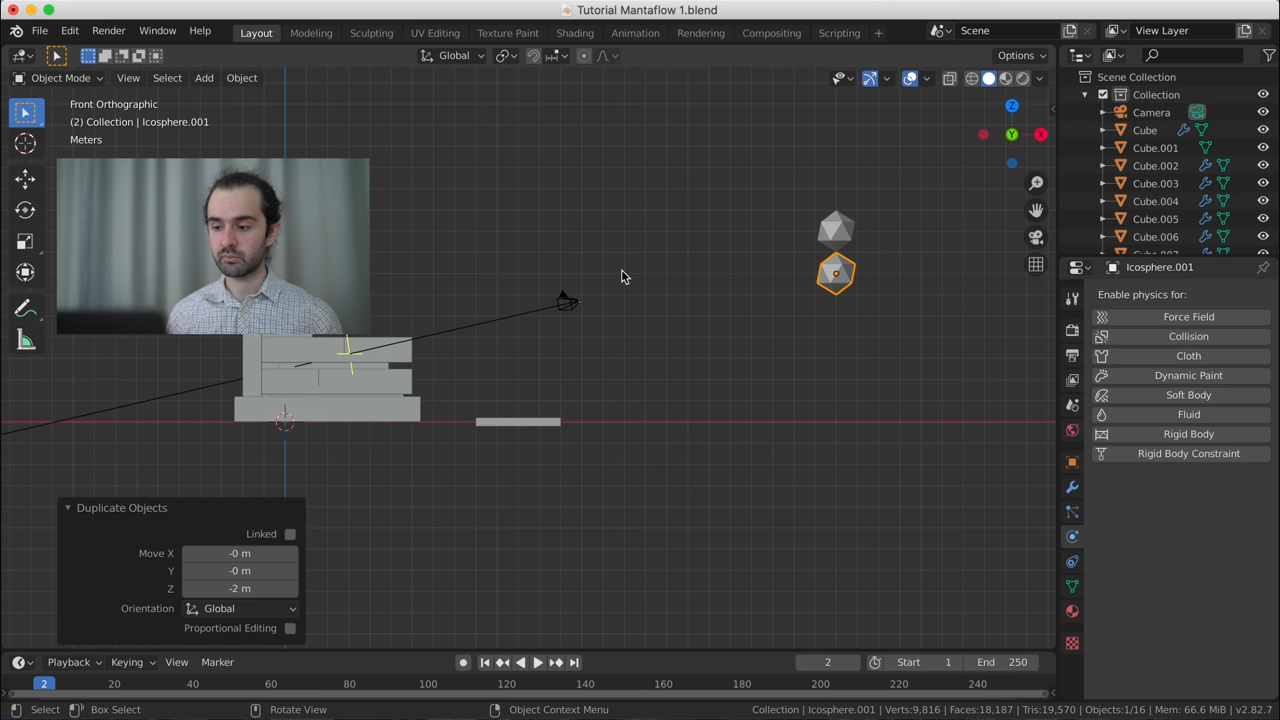 Tutorial Mantaflow 1.blend
File Edit Render Window Help
Layout Modeling Sculpting UV Editing Texture Paint Shading Animation Rendering Compositing Scripting +
Scene
View Layer
Global
Options
Object Mode View Select Add Object
Front Orthographic
(2) Collection | Icosphere.001
Meters
Z
Y
X
Scene Collection
Collection
Camera
Cube
Cube.001
Cube.002
Cube.003
Cube.004
Cube.005
Cube.006
Icosphere.001
Enable physics for:
Force Field
Collision
Cloth
Dynamic Paint
Soft Body
Fluid
Rigid Body
Rigid Body Constraint
Duplicate Objects
Linked
Move X -0 m
Y -0 m
Z -2 m
Orientation Global
Proportional Editing
Playback Keying View Marker
2
Start 1
End 250
2 20 40 60 80 100 120 140 160 180 200 220 240
Select Box Select Rotate View Object Context Menu
Collection | Icosphere.001 | Verts:9,816 | Faces:18,187 | Tris:19,570 | Objects:1/16 | Mem: 66.6 MiB | v2.82.7